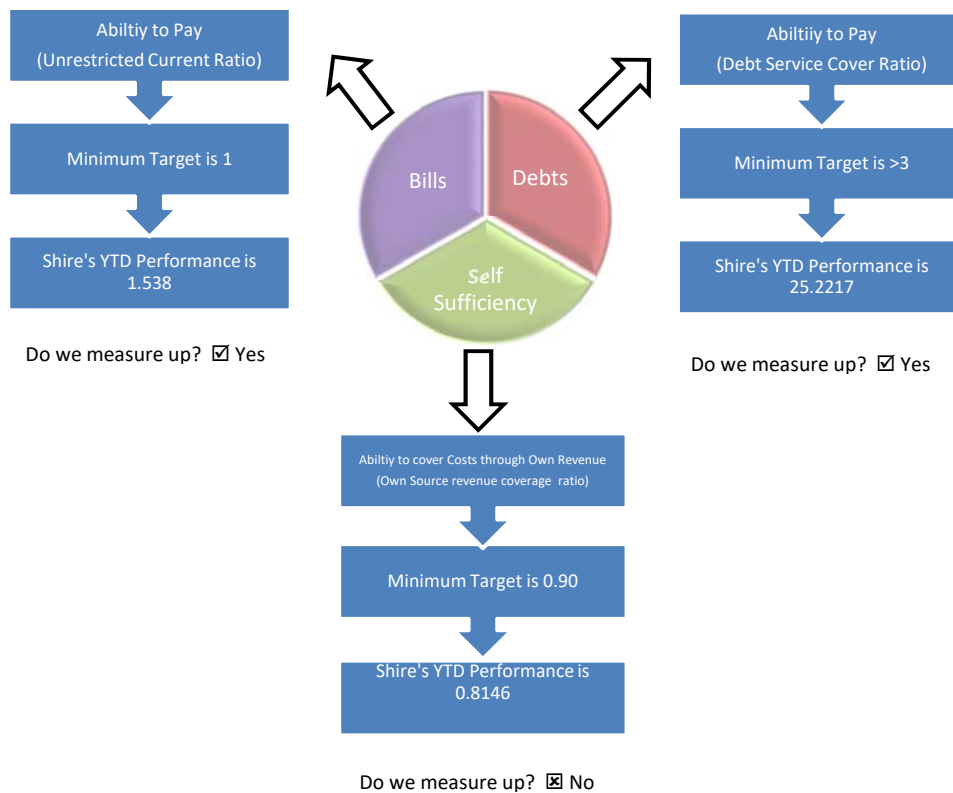 Abiltiy to Pay
(Unrestricted Current Ratio)
Minimum Target is 1
Shire's YTD Performance is
1.538
Do we measure up? ☑ Yes
Bills
Debts
Self
Sufficiency
Abiltiiy to Pay
(Debt Service Cover Ratio)
Minimum Target is >3
Shire's YTD Performance is
25.2217
Do we measure up? ☑ Yes
Abiltiy to cover Costs through Own Revenue
(Own Source revenue coverage ratio)
Minimum Target is 0.90
Shire's YTD Performance is
0.8146
Do we measure up? ☒ No